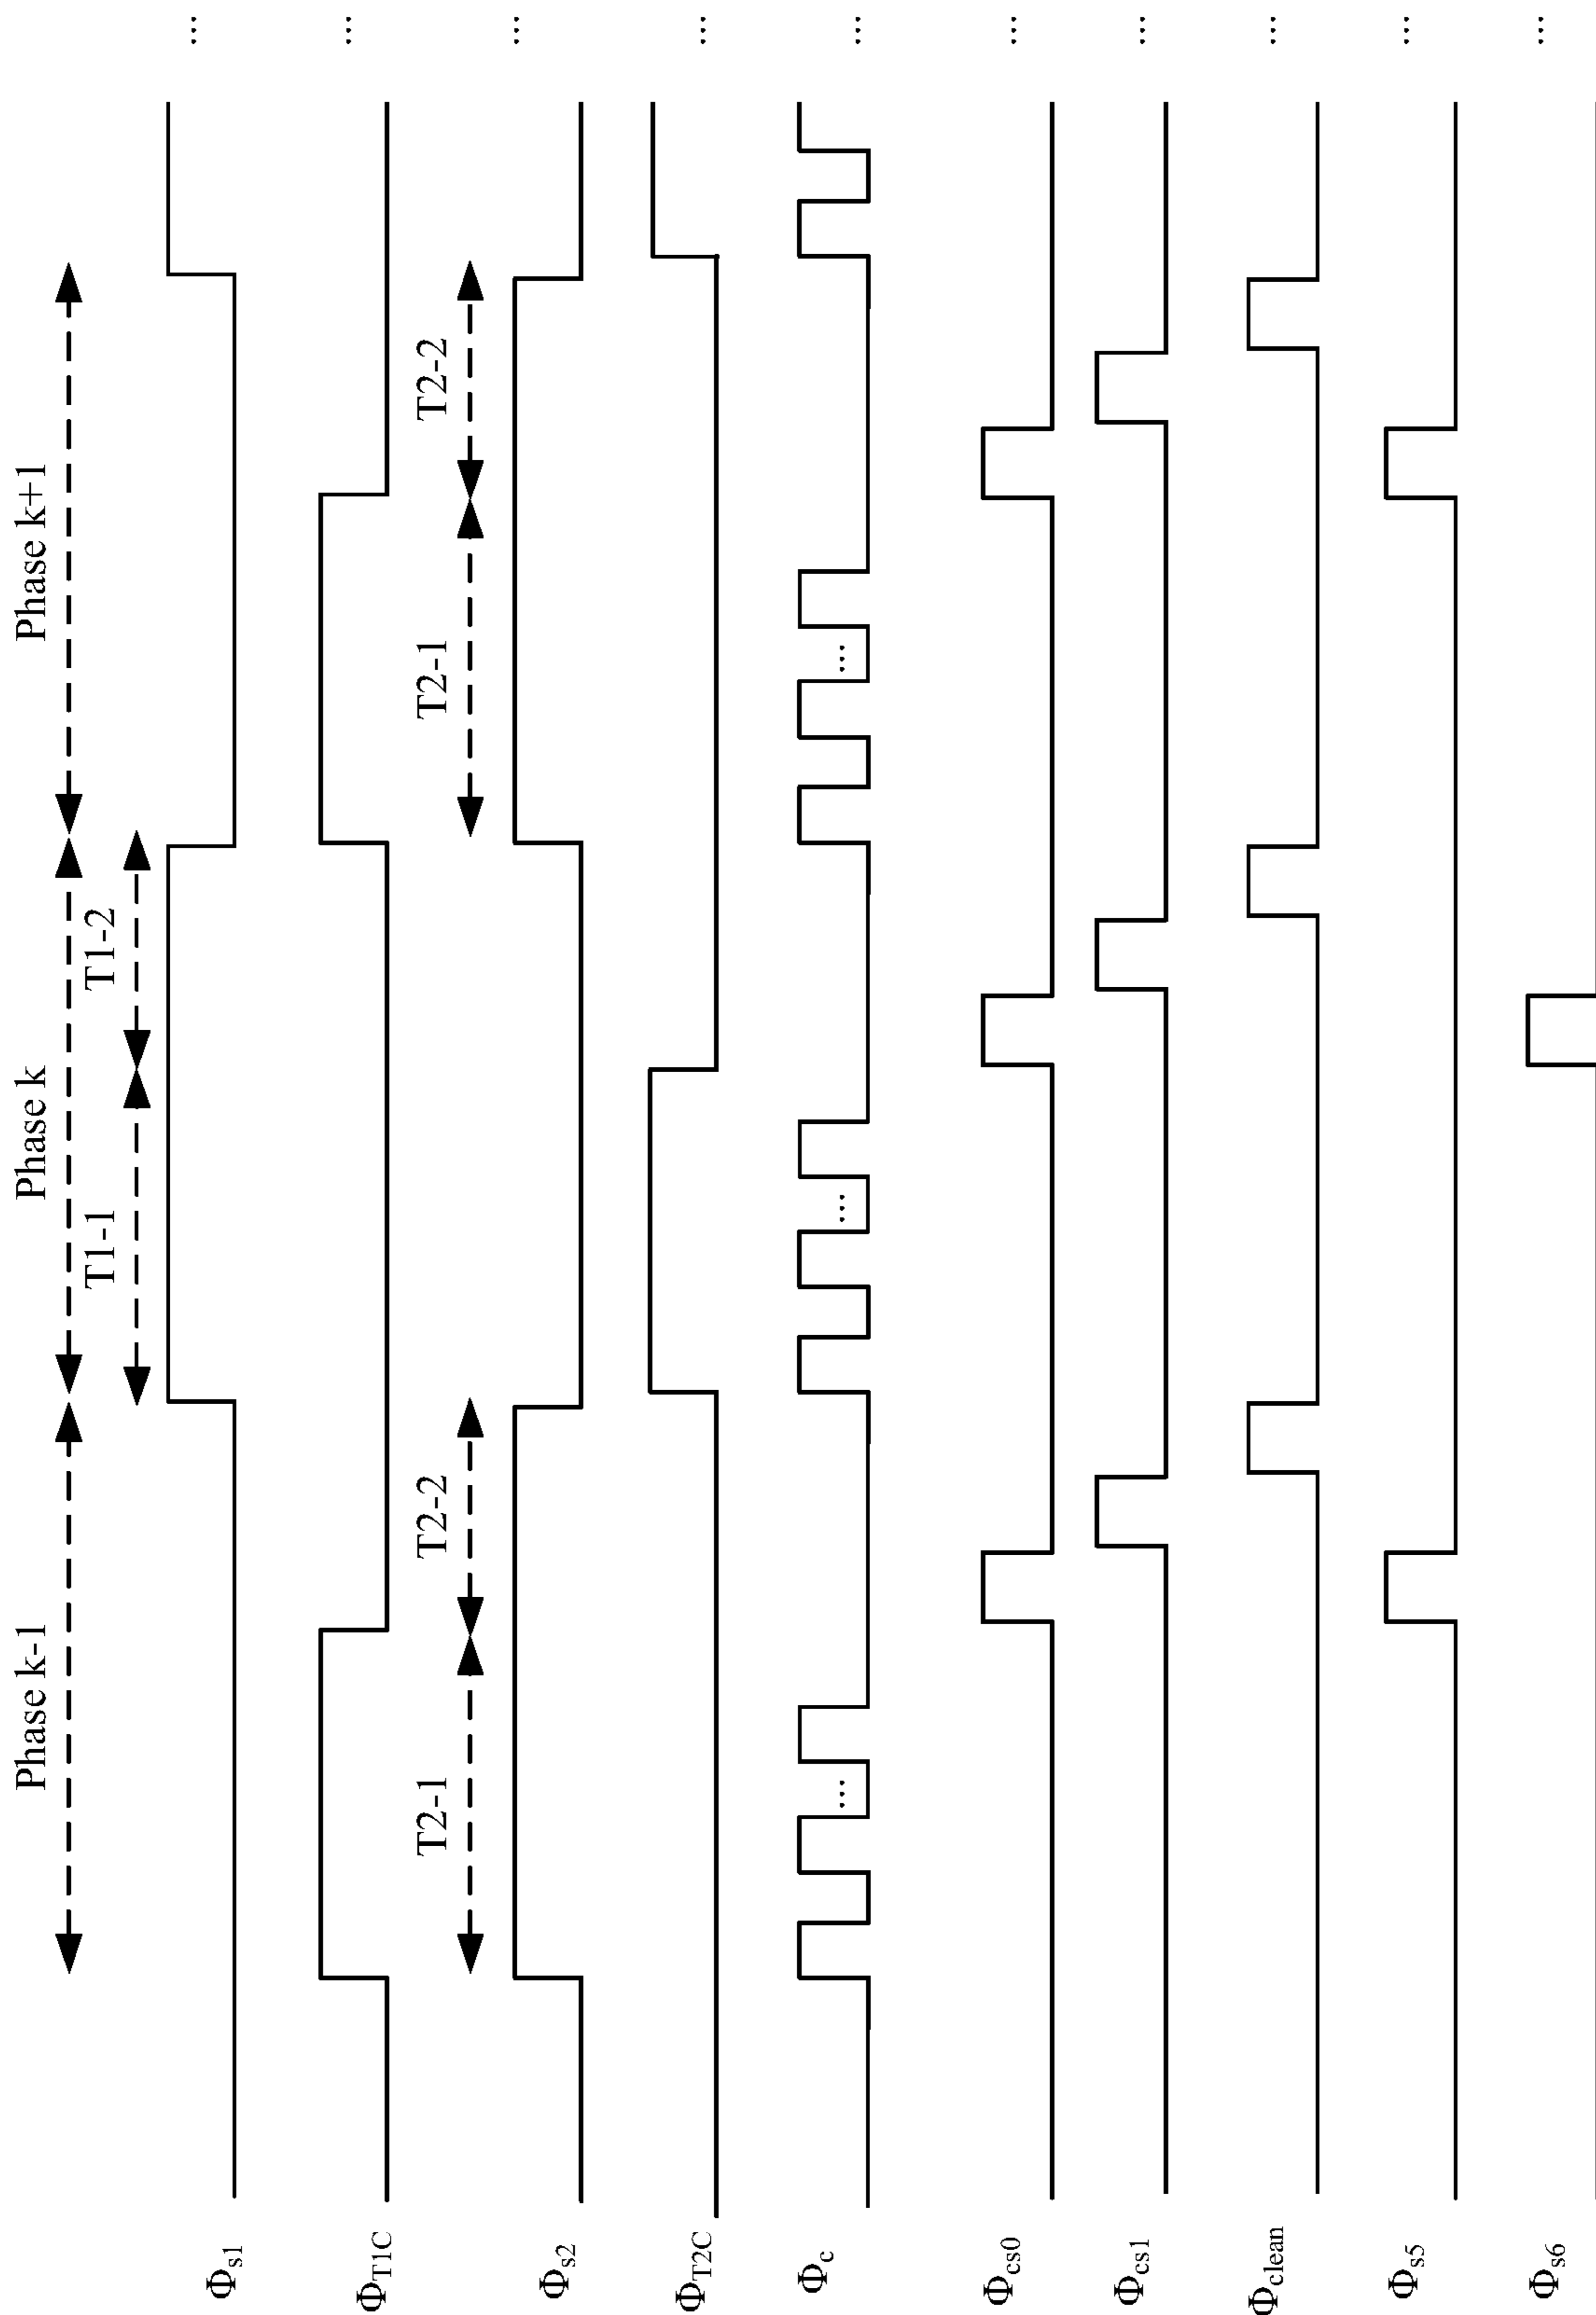 Phase k-1 Phase k Phase k+1
T1-1 T1-2
Φs1 ...
ΦT1C ...
T2-1 T2-2 T2-1 T2-2
Φs2 ...
ΦT2C ...
Φc ... ... ... ...
Φcs0 ...
Φcs1 ...
Φclean ...
Φs5 ...
Φs6 ...